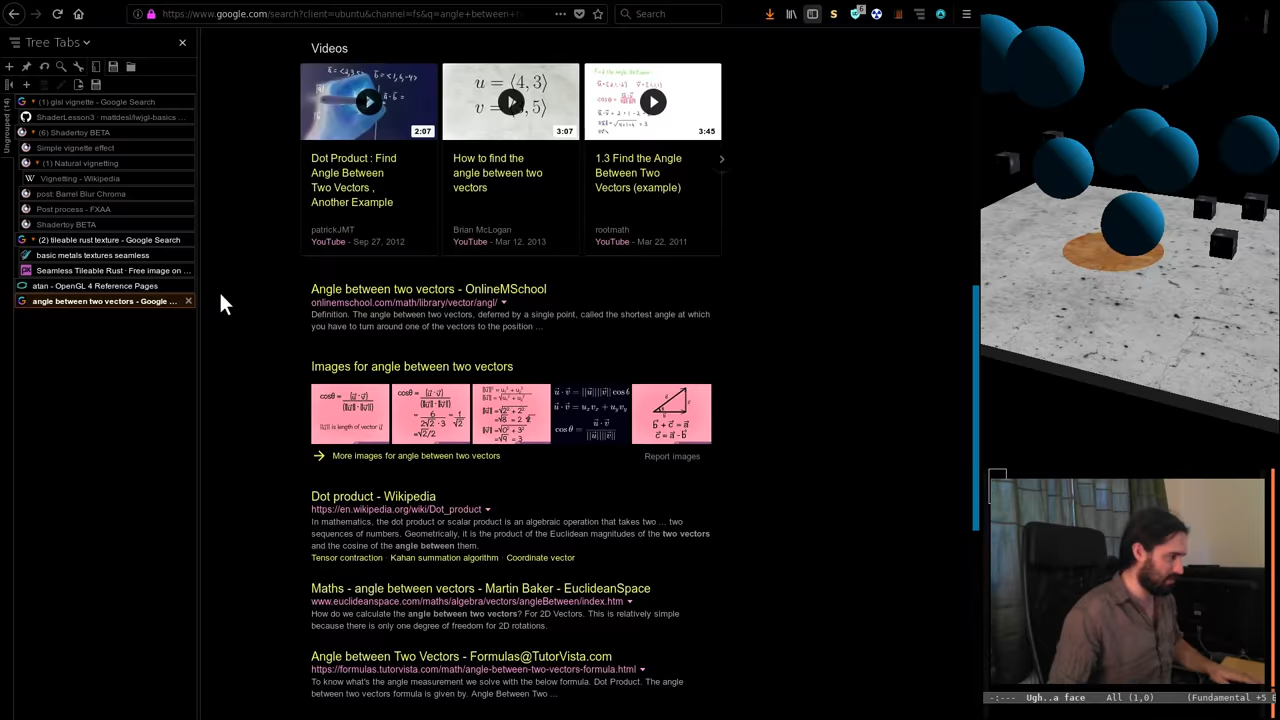 https://www.google.com/search?client=ubuntu&channel=fs&q=angle+between+t
Search
6
Tree Tabs
Ungrouped (14)
(1) glsl vignette - Google Search
ShaderLesson3 · mattdesl/lwjgl-basics ...
(6) Shadertoy BETA
Simple vignette effect
(1) Natural vignetting
Vignetting - Wikipedia
post: Barrel Blur Chroma
Post process - FXAA
Shadertoy BETA
(2) tileable rust texture - Google Search
basic metals textures seamless
Seamless Tileable Rust · Free image on ...
atan - OpenGL 4 Reference Pages
angle between two vectors - Google ...
Videos
2:07
3:07
3:45
Dot Product : Find Angle Between Two Vectors , Another Example
patrickJMT
YouTube - Sep 27, 2012
How to find the angle between two vectors
Brian McLogan
YouTube - Mar 12, 2013
1.3 Find the Angle Between Two Vectors (example)
rootmath
YouTube - Mar 22, 2011
Angle between two vectors - OnlineMSchool
onlinemschool.com/math/library/vector/angl/
Definition. The angle between two vectors, deferred by a single point, called the shortest angle at which
you have to turn around one of the vectors to the position ...
Images for angle between two vectors
More images for angle between two vectors
Report images
Dot product - Wikipedia
https://en.wikipedia.org/wiki/Dot_product
In mathematics, the dot product or scalar product is an algebraic operation that takes two ... two
sequences of numbers. Geometrically, it is the product of the Euclidean magnitudes of the two vectors
and the cosine of the angle between them.
Tensor contraction · Kahan summation algorithm · Coordinate vector
Maths - angle between vectors - Martin Baker - EuclideanSpace
www.euclideanspace.com/maths/algebra/vectors/angleBetween/index.htm
How do we calculate the angle between two vectors? For 2D Vectors. This is relatively simple
because there is only one degree of freedom for 2D rotations.
Angle between Two Vectors - Formulas@TutorVista.com
https://formulas.tutorvista.com/math/angle-between-two-vectors-formula.html
To know what's the angle measurement we solve with the below formula. Dot Product. The angle
between two vectors formula is given by. Angle Between Two ...
-:--- Ugh..a face All (1,0) (Fundamental +5